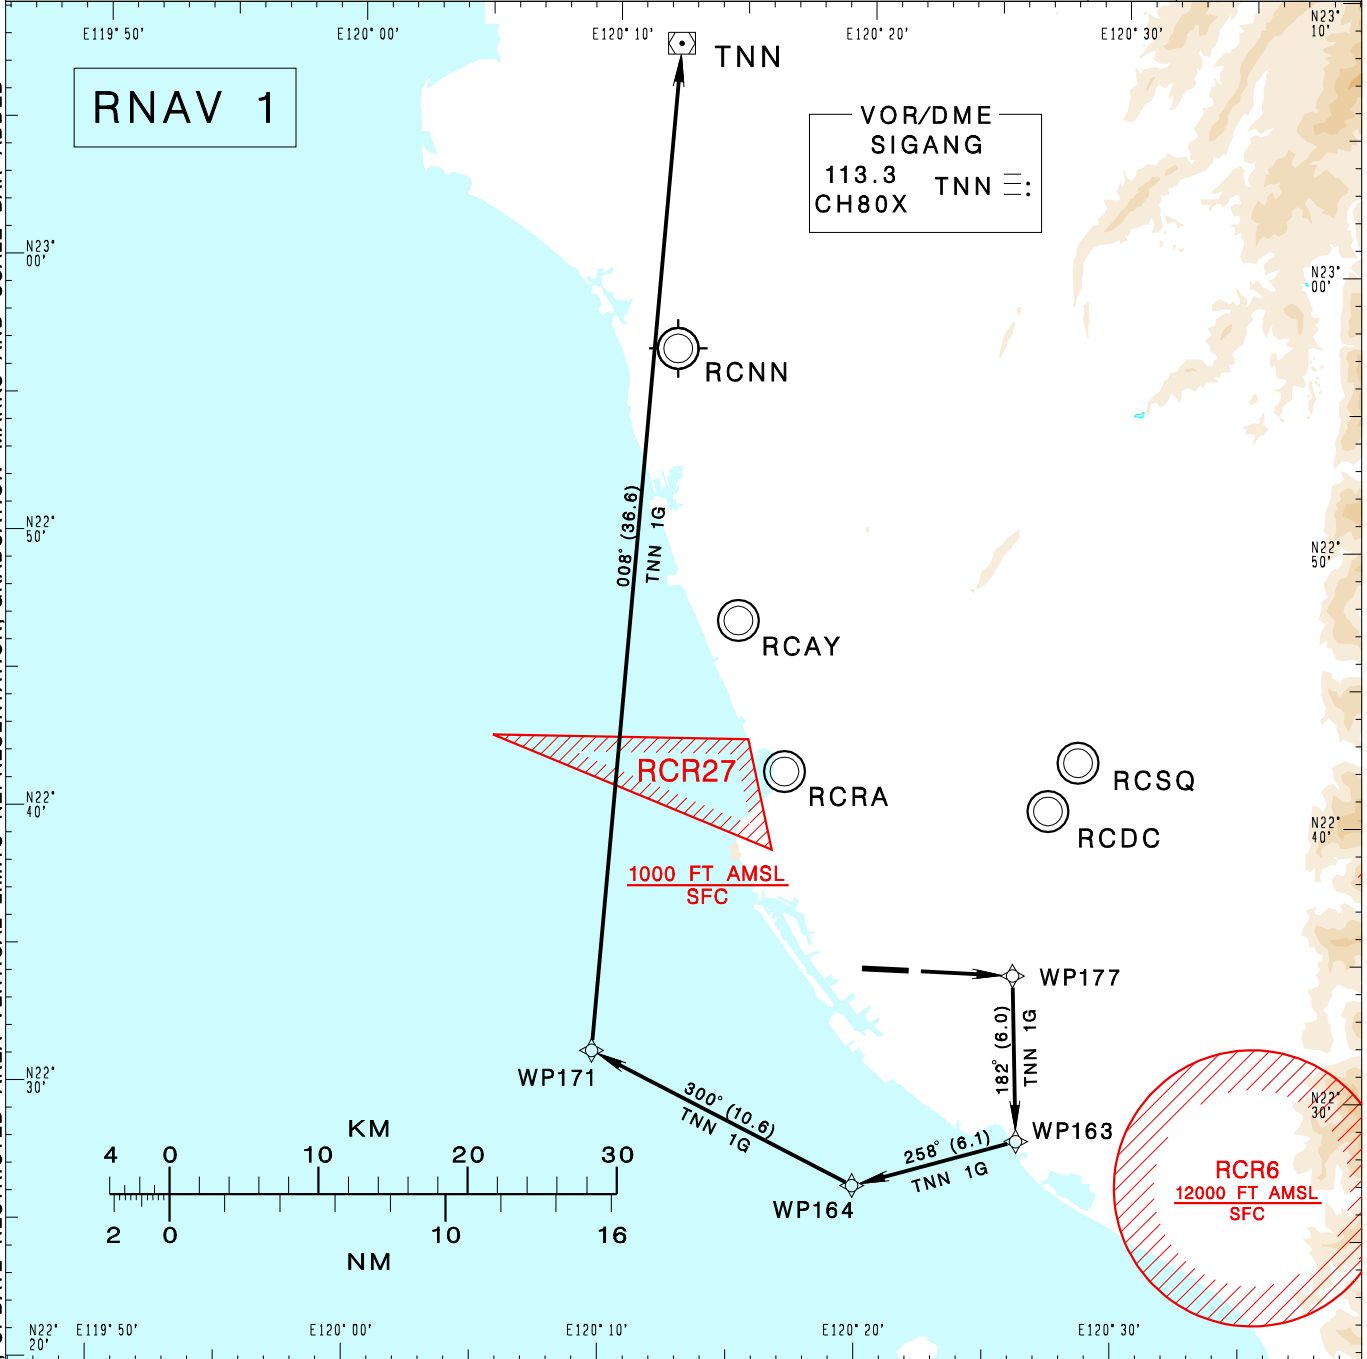 E119°50'
E120°00'
E120°10'
E120°20'
E120°30'
N23°
10'
TNN
RNAV 1
VOR/DME
SIGANG
113.3
CH80X
TNN
N23°
00'
N23°
00'
RCNN
008° (36.6)
TNN 1G
N22°
50'
N22°
50'
RCAY
RCR27
RCRA
RCSQ
RCDC
N22°
40'
N22°
40'
1000 FT AMSL
SFC
WP177
182° (6.0)
TNN 1G
WP171
N22°
30'
300° (10.6)
TNN 1G
N22°
30'
WP163
258° (6.1)
TNN 1G
WP164
RCR6
12000 FT AMSL
SFC
KM
4 0 10 20 30
2 0 10 16
NM
N22°
20'
E119°50'
E120°00'
E120°10'
E120°20'
E120°30'